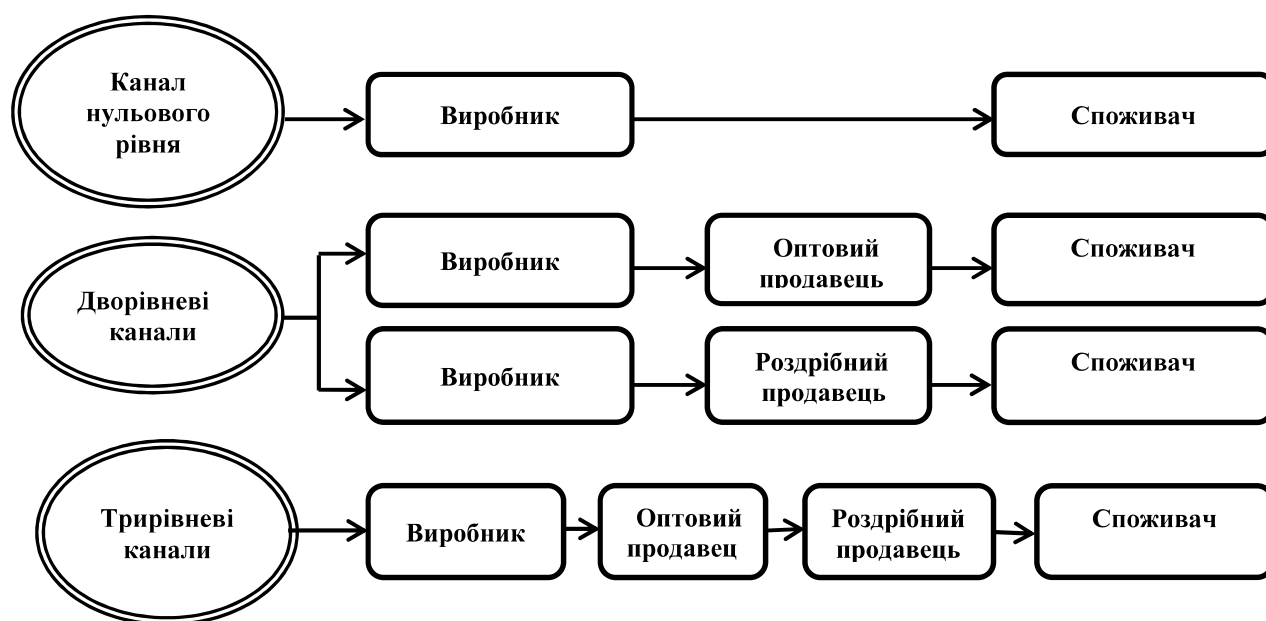 Канал
нульового
рівня
Виробник
Споживач
Дворівневі
канали
Виробник
Оптовий
продавець
Споживач
Виробник
Роздрібний
продавець
Споживач
Трирівневі
канали
Виробник
Оптовий
продавец
Роздрібний
продавець
Споживач